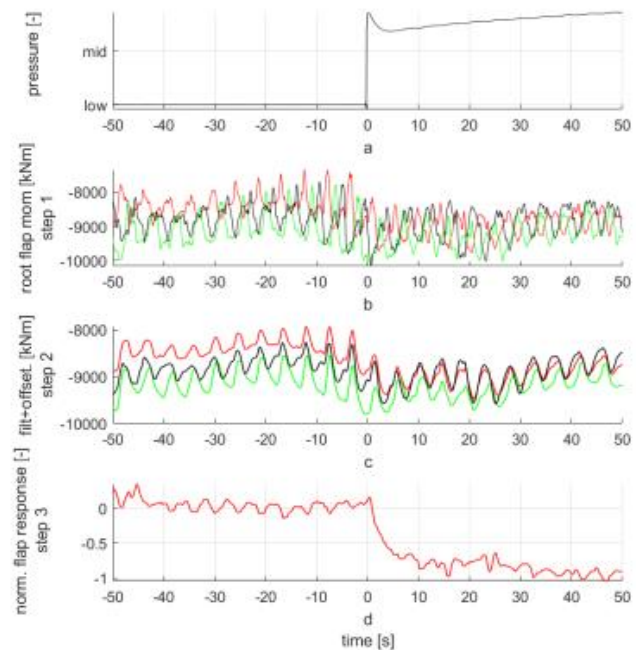 pressure [-]
mid
low
-50 -40 -30 -20 -10 0 10 20 30 40 50
a
root flap mom [kNm]
step 1
-8000
-9000
-10000
-50 -40 -30 -20 -10 0 10 20 30 40 50
b
filt+offset. [kNm]
step 2
-8000
-9000
-10000
-50 -40 -30 -20 -10 0 10 20 30 40 50
c
norm. flap response [-]
step 3
0
-0.5
-1
-50 -40 -30 -20 -10 0 10 20 30 40 50
d
time [s]